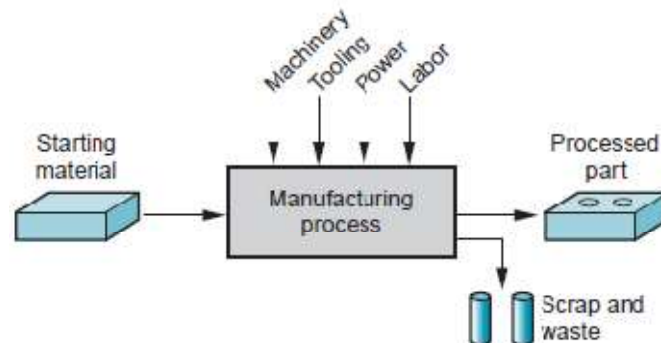 Machinery
Tooling
Power
Labor
Starting
material
Manufacturing
process
Processed
part
Scrap and
waste